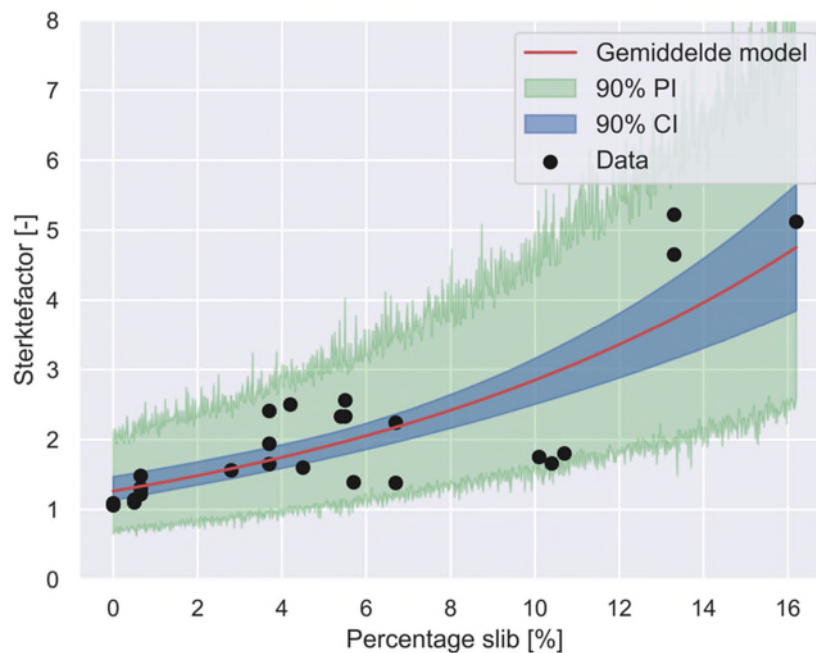 8
7
6
5
4
3
2
1
0
Sterktefactor [-]
Gemiddelde model
90% PI
90% CI
Data
0 2 4 6 8 10 12 14 16
Percentage slib [%]